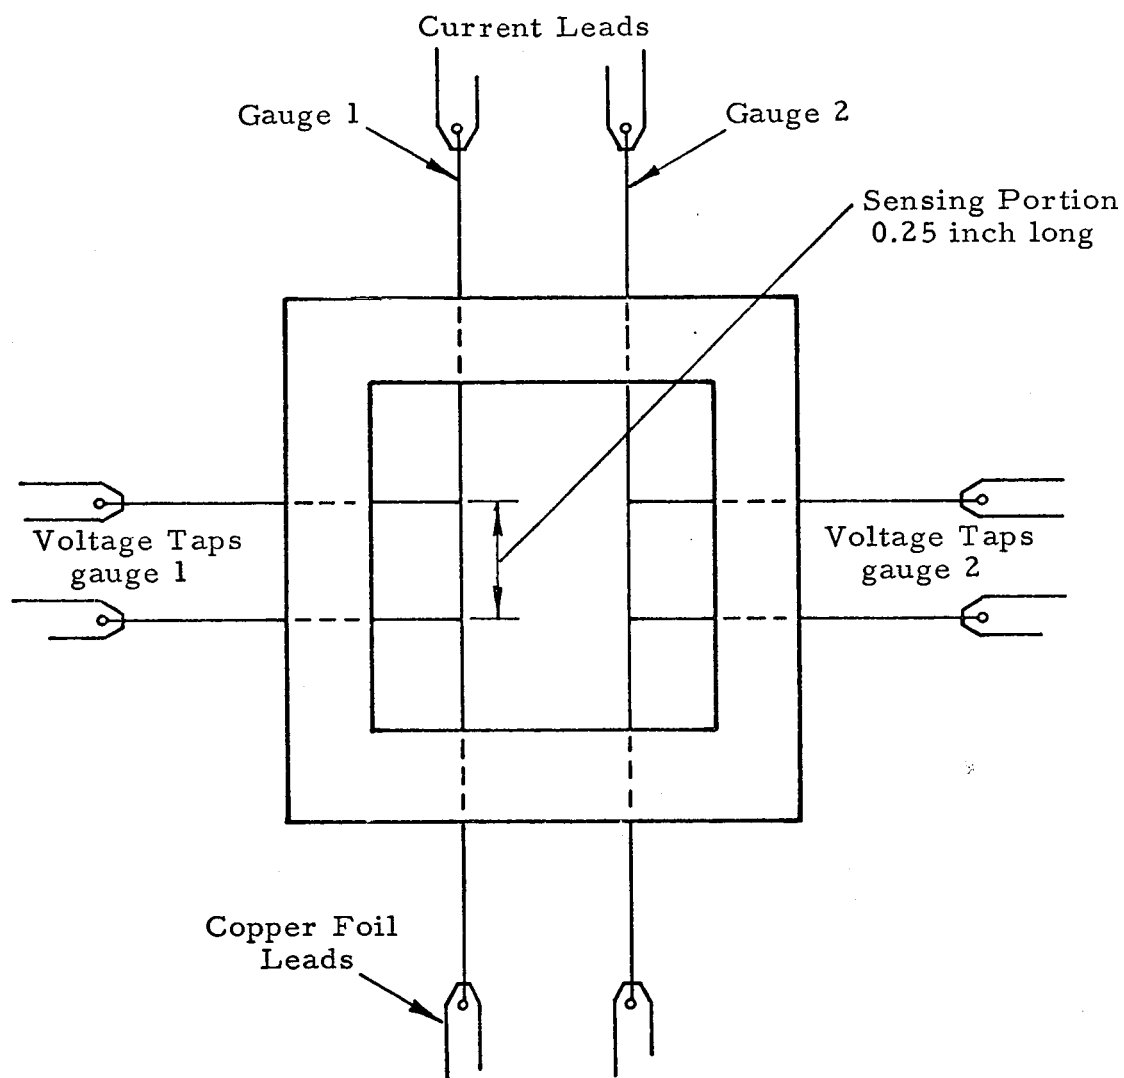 Current Leads
Gauge 1
Gauge 2
Sensing Portion
0.25 inch long
Voltage Taps
gauge 1
Voltage Taps
gauge 2
Copper Foil
Leads